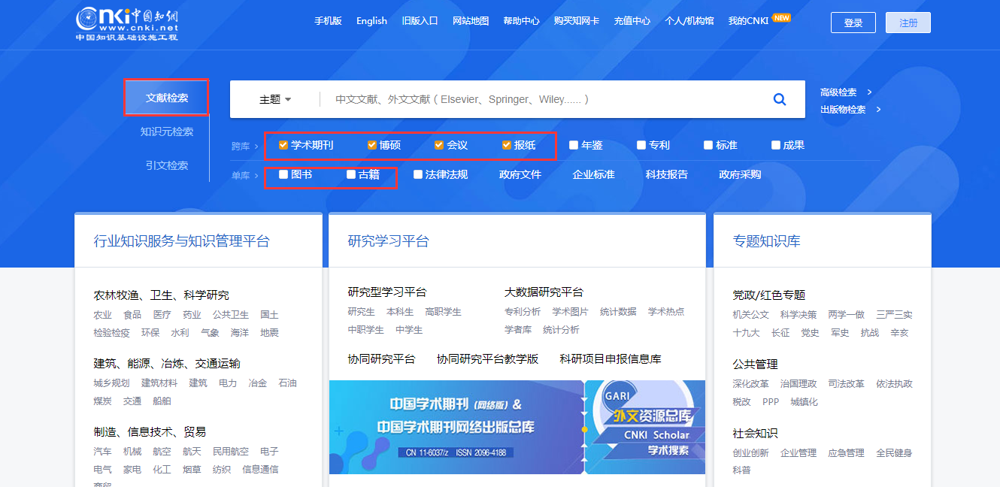 cnki中国知网
www.cnki.net
中国知识基础设施工程
手机版 English 旧版入口 网站地图 帮助中心 购买知网卡 充值中心 个人/机构馆 我的CNKI NEW 登录 注册
文献检索 主题 中文文献、外文文献（Elsevier、Springer、Wiley...... ） 高级检索 >
出版物检索 >
知识元检索
跨库 > 学术期刊 博硕 会议 报纸 年鉴 专利 标准 成果
引文检索
单库 > 图书 古籍 法律法规 政府文件 企业标准 科技报告 政府采购
行业知识服务与知识管理平台
农林牧渔、卫生、科学研究
农业 食品 医疗 药业 公共卫生 国土
检验检疫 环保 水利 气象 海洋 地震
建筑、能源、冶炼、交通运输
城乡规划 建筑材料 建筑 电力 冶金 石油
煤炭 交通 船舶
制造、信息技术、贸易
汽车 机械 航空 航天 民用航空 电子
电气 家电 化工 烟草 纺织 信息通信
商贸
研究学习平台
研究型学习平台
研究生 本科生 高职学生
中职学生 中学生
大数据研究平台
专利分析 学术图片 统计数据 学术热点
学者库 统计分析
协同研究平台 协同研究平台教学版 科研项目申报信息库
中国学术期刊（网络版）&
中国学术期刊网络出版总库
CN 11-6037/z ISSN 2096-4188
GARI
外文资源总库
CNKI Scholar
学术搜索
专题知识库
党政/红色专题
机关公文 科学决策 两学一做 三严三实
十九大 长征 党史 军史 抗战 辛亥
公共管理
深化改革 治国理政 司法改革 依法执政
税改 PPP 城镇化
社会知识
创业创新 企业管理 应急管理 全民健身
科普